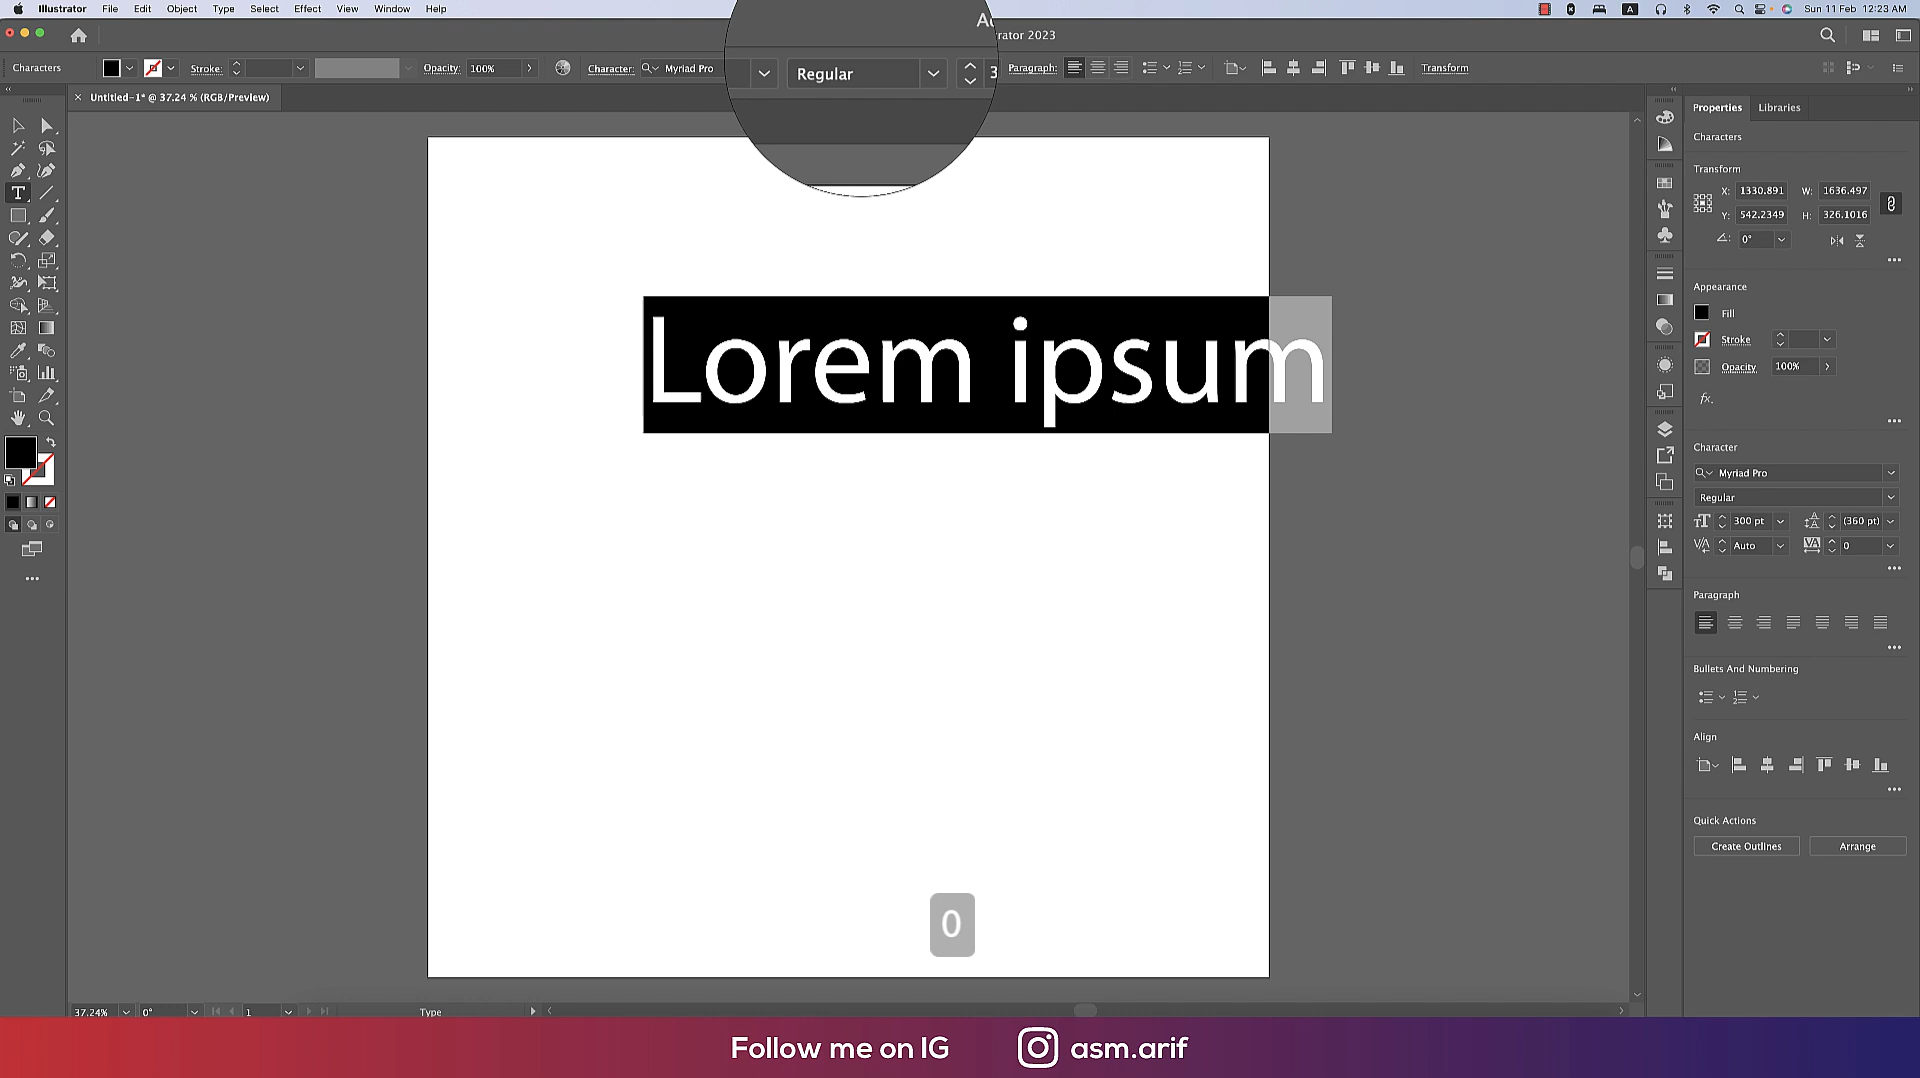 Illustrator File Edit Object Type Select Effect View Window Help
A Sun 11 Feb 12:23 AM
rator 2023
Characters Stroke: Opacity: 100% Character: Myriad Pro Regular 3 Paragraph: Transform
× Untitled-1* @ 37.24 % (RGB/Preview)
Properties Libraries
Characters
Transform
X: 1330.891 W: 1636.497
Y: 542.2349 H: 326.1016
0°
Appearance
Fill
Stroke
Opacity 100%
fx.
Character
Myriad Pro
Regular
300 pt (360 pt)
Auto 0
Paragraph
Bullets And Numbering
Align
Quick Actions
Create Outlines Arrange
Lorem ipsum
0
37.24% 0° 1 Type
Follow me on IG asm.arif